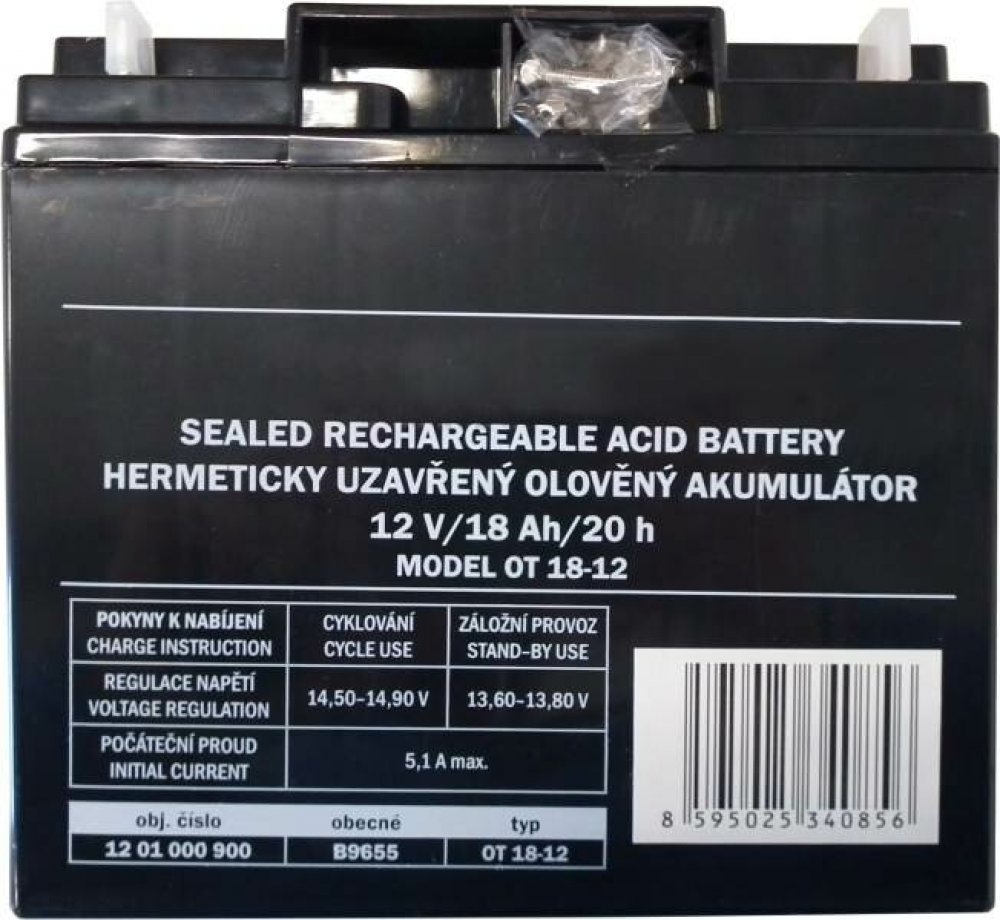 SEALED RECHARGEABLE ACID BATTERY
HERMETICKY UZAVŘENÝ OLOVĚNÝ AKUMULÁTOR
12 V/18 Ah/20 h
MODEL OT 18-12
POKYNY K NABÍJENÍ
CHARGE INSTRUCTION
CYKLOVÁNÍ
CYCLE USE
ZÁLOŽNÍ PROVOZ
STAND–BY USE
REGULACE NAPĚTÍ
VOLTAGE REGULATION
14,50–14,90 V
13,60–13,80 V
POČÁTEČNÍ PROUD
INITIAL CURRENT
5,1 A max.
obj. číslo
obecné
typ
12 01 000 900
B9655
OT 18-12
8 595025 340856